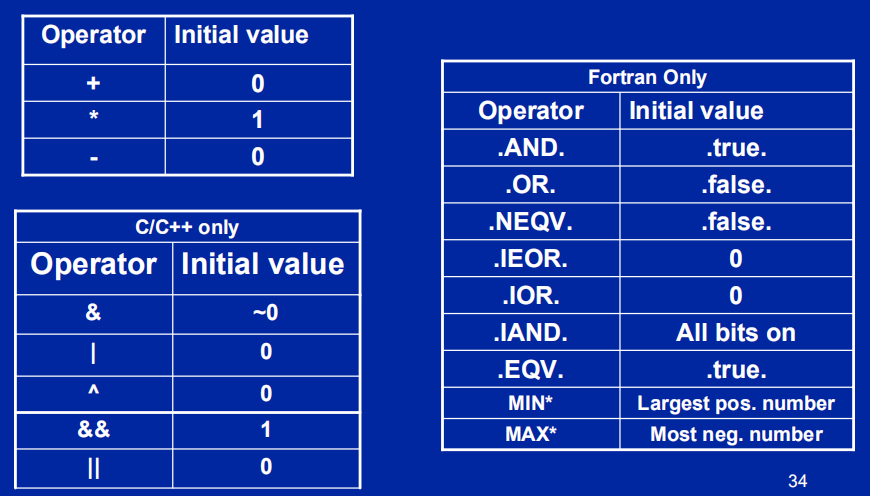 Operator Initial value
+ 0
* 1
- 0
C/C++ only
Operator Initial value
& ~0
| 0
^ 0
&& 1
|| 0
Fortran Only
Operator Initial value
.AND. .true.
.OR. .false.
.NEQV. .false.
.IEOR. 0
.IOR. 0
.IAND. All bits on
.EQV. .true.
MIN* Largest pos. number
MAX* Most neg. number
34